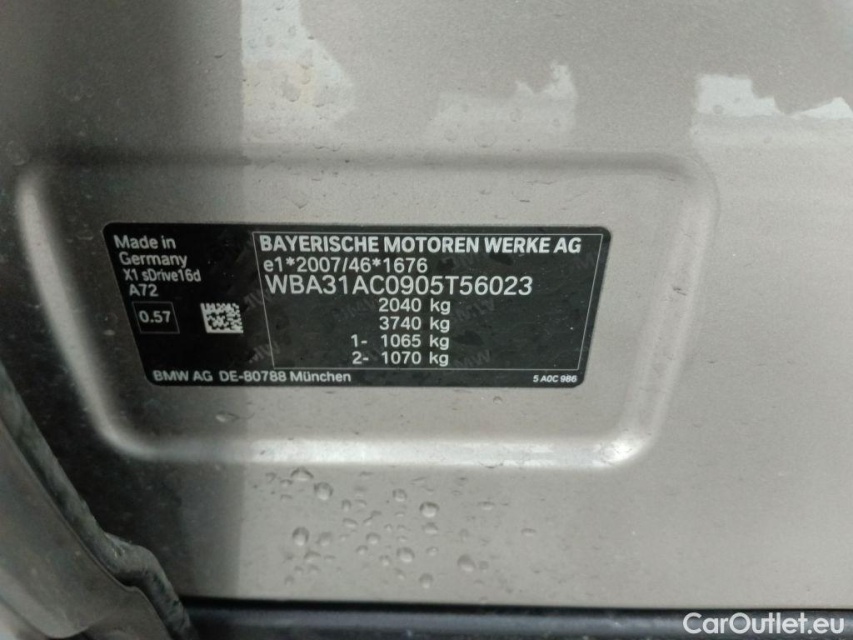 Made in
Germany
X1 sDrive16d
A72
0.57
BAYERISCHE MOTOREN WERKE AG
e1*2007/46*1676
WBA31AC0905T56023
2040 kg
3740 kg
1- 1065 kg
2- 1070 kg
BMW AG DE-80788 München
5 A0C 986
CarOutlet.eu